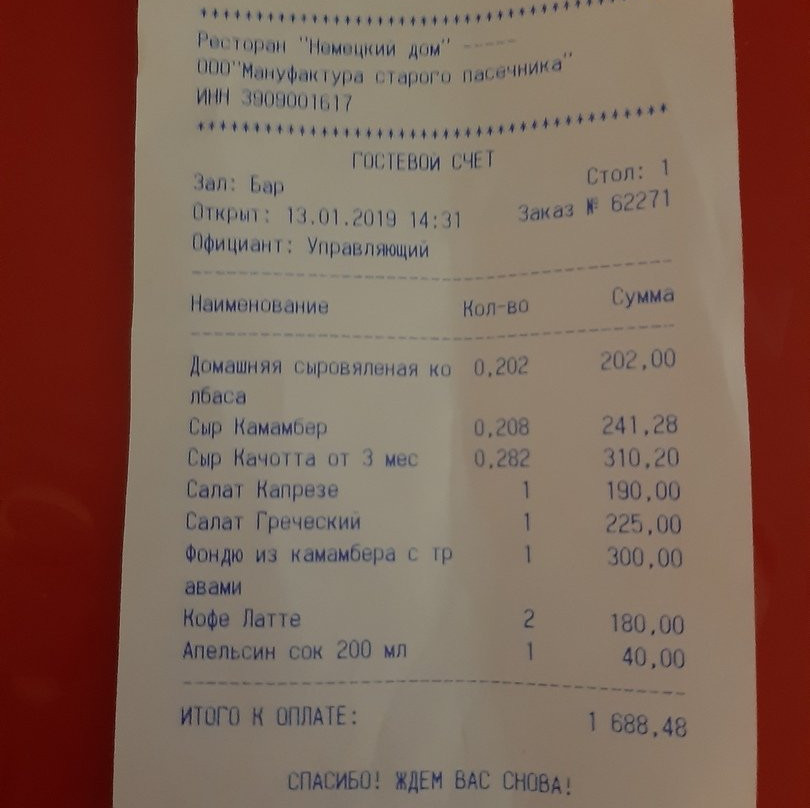 ****************************************
Ресторан "Немецкий дом" -----
ООО"Мануфактура старого пасечника"
ИНН 3909001617
****************************************
ГОСТЕВОЙ СЧЕТ
Зал: Бар Стол: 1
Открыт: 13.01.2019 14:31 Заказ № 62271
Официант: Управляющий
Наименование Кол-во Сумма
Домашняя сыровяленая ко 0,202 202,00
лбаса
Сыр Камамбер 0,208 241,28
Сыр Качотта от 3 мес 0,282 310,20
Салат Капрезе 1 190,00
Салат Греческий 1 225,00
Фондю из камамбера с тр 1 300,00
авами
Кофе Латте 2 180,00
Апельсин сок 200 мл 1 40,00
ИТОГО К ОПЛАТЕ: 1 688,48
СПАСИБО! ЖДЕМ ВАС СНОВА!